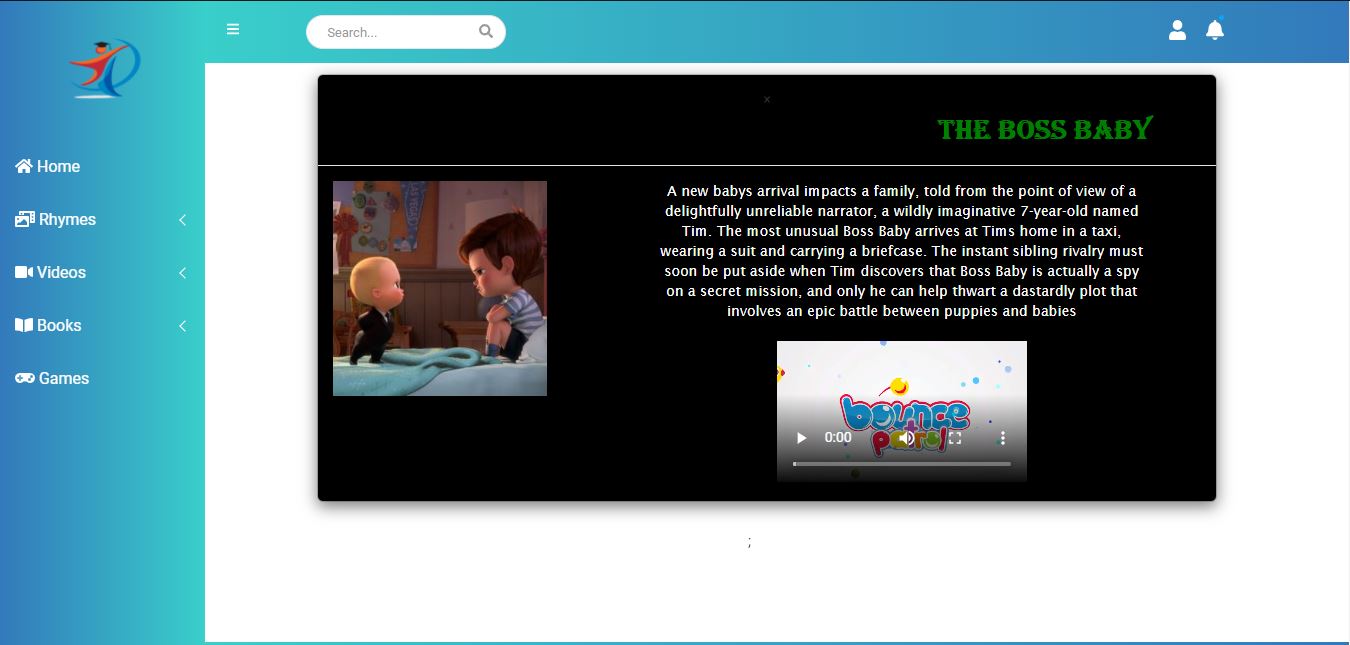 Search...
Home
Rhymes
Videos
Books
Games
x
THE BOSS BABY
LAS VEGAS
A new babys arrival impacts a family, told from the point of view of a
delightfully unreliable narrator, a wildly imaginative 7-year-old named
Tim. The most unusual Boss Baby arrives at Tims home in a taxi,
wearing a suit and carrying a briefcase. The instant sibling rivalry must
soon be put aside when Tim discovers that Boss Baby is actually a spy
on a secret mission, and only he can help thwart a dastardly plot that
involves an epic battle between puppies and babies
bounce
patrol
0:00
;